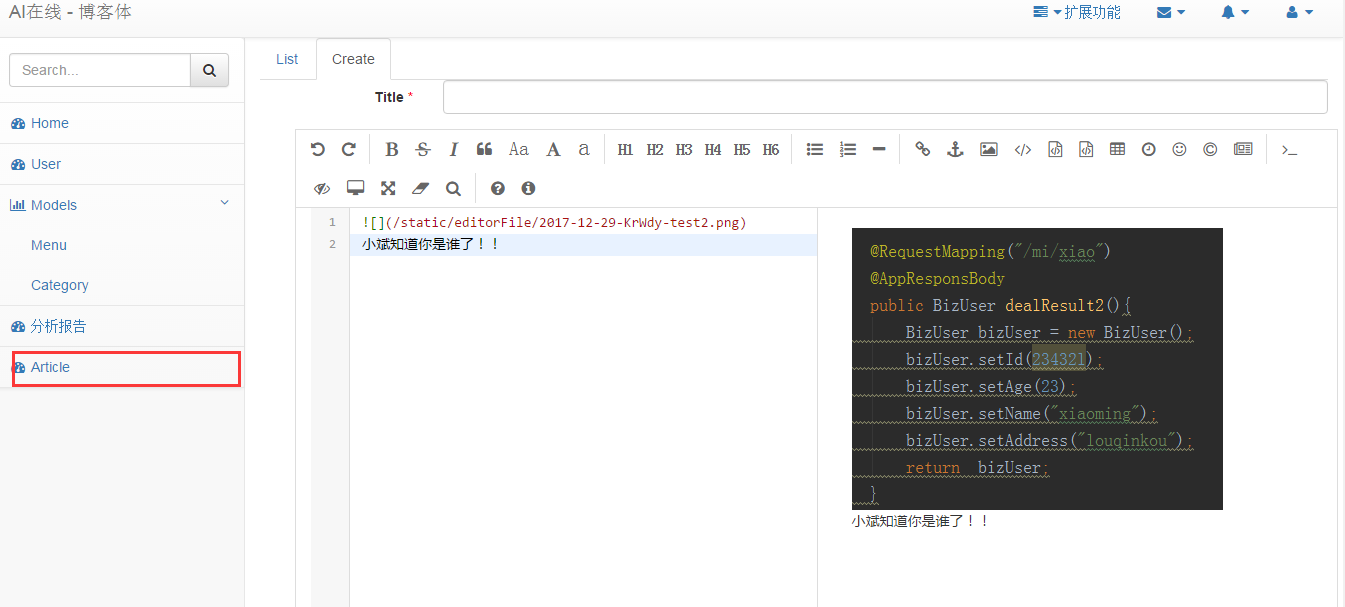 AI在线 - 博客体
扩展功能
Search...
Home
User
Models
Menu
Category
分析报告
Article
List
Create
Title *
B S I Aa A a H1 H2 H3 H4 H5 H6
1 ![](/static/editorFile/2017-12-29-KrWdy-test2.png)
2 小斌知道你是谁了！！
@RequestMapping("/mi/xiao")
@AppResponsBody
public BizUser dealResult2(){
BizUser bizUser = new BizUser();
bizUser.setId(234321);
bizUser.setAge(23);
bizUser.setName("xiaoming");
bizUser.setAddress("louqinkou");
return bizUser;
}
小斌知道你是谁了！！